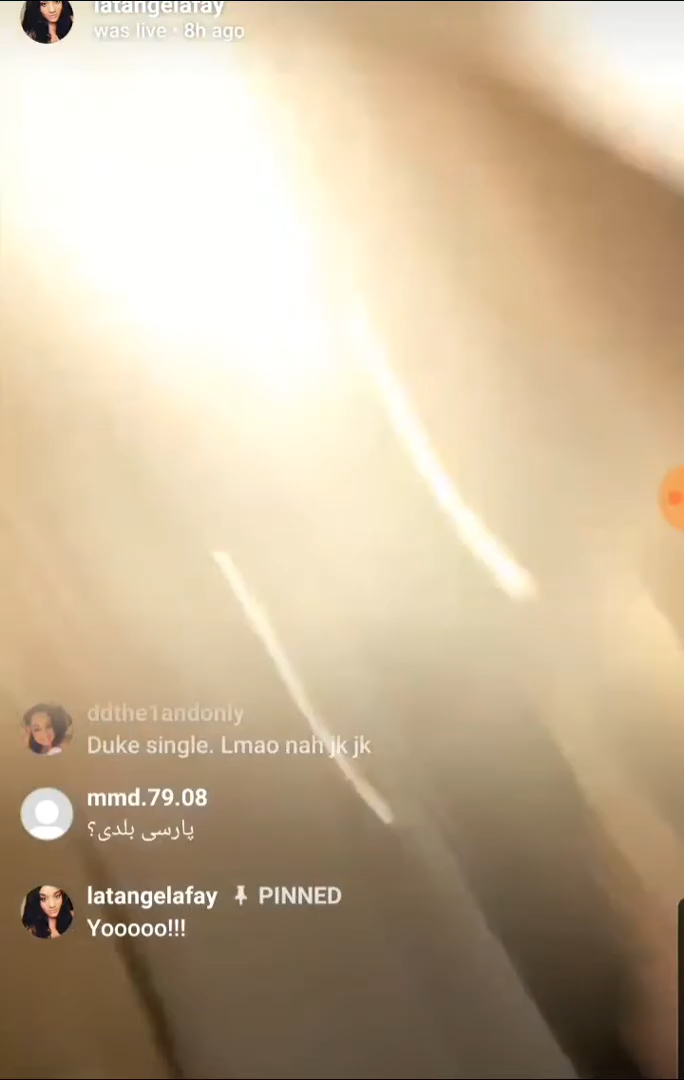 latangelafay
was live · 8h ago
ddthe1andonly
Duke single. Lmao nah jk jk
mmd.79.08
پارسی بلدی؟
latangelafay PINNED
Yooooo!!!